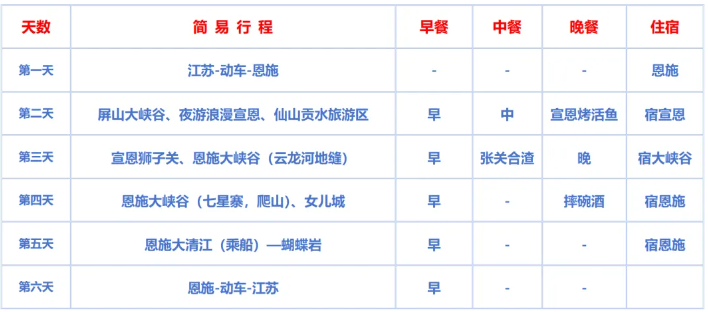 天数 简 易 行 程 早餐 中餐 晚餐 住宿
第一天 江苏-动车-恩施 - - - 恩施
第二天 屏山大峡谷、夜游浪漫宣恩、仙山贡水旅游区 早 中 宣恩烤活鱼 宿宣恩
第三天 宣恩狮子关、恩施大峡谷（云龙河地缝） 早 张关合渣 晚 宿大峡谷
第四天 恩施大峡谷（七星寨，爬山）、女儿城 早 - 摔碗酒 宿恩施
第五天 恩施大清江（乘船）—蝴蝶岩 早 - - 宿恩施
第六天 恩施-动车-江苏 早 - -